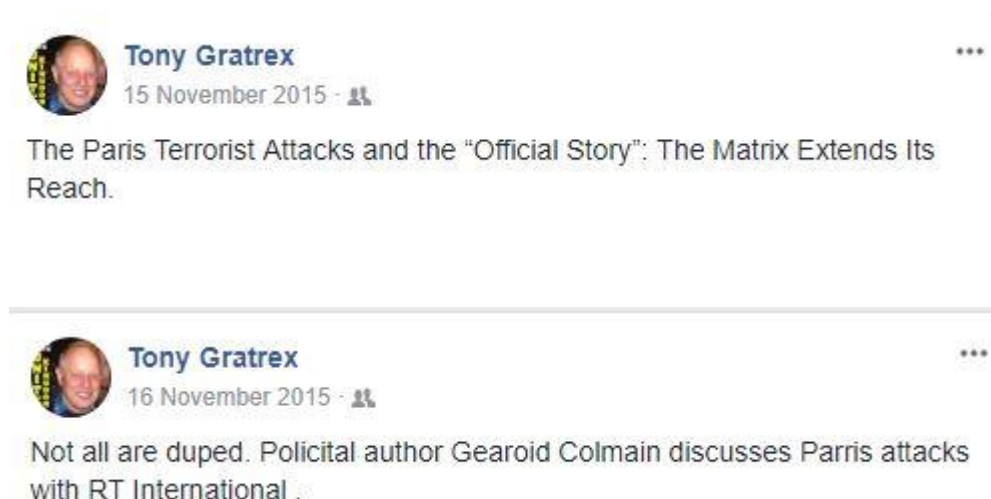 Tony Gratrex
15 November 2015 ·
The Paris Terrorist Attacks and the “Official Story”: The Matrix Extends Its
Reach.
Tony Gratrex
16 November 2015 ·
Not all are duped. Policital author Gearoid Colmain discusses Parris attacks
with RT International .